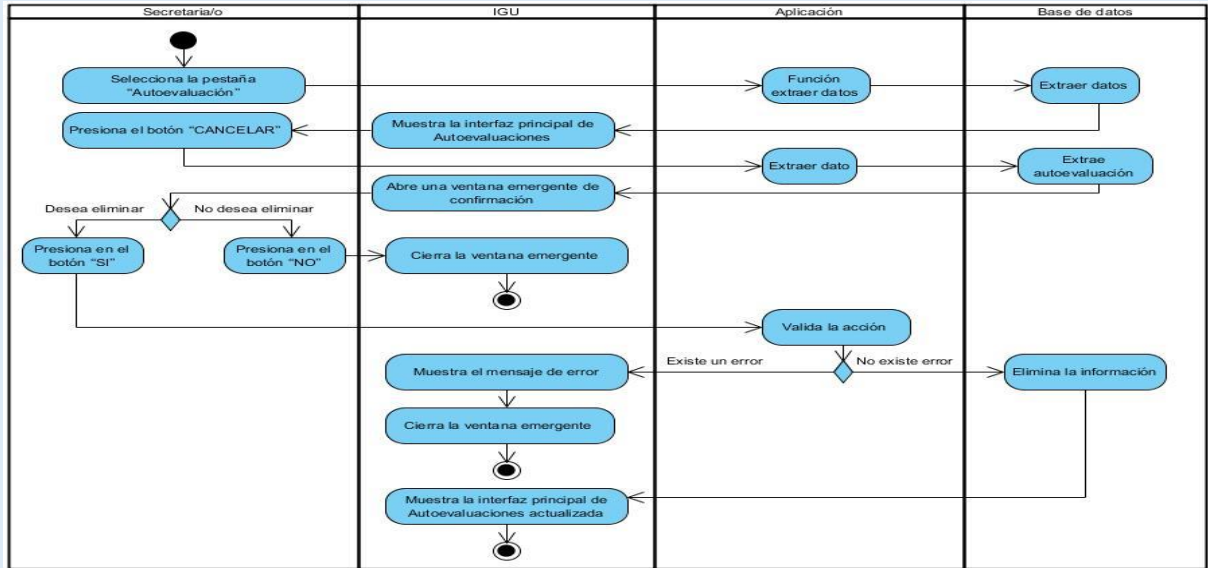 Secretaria/o
IGU
Aplicación
Base de datos
Selecciona la pestaña
"Autoevaluación"
Función
extraer datos
Extraer datos
Presiona el botón "CANCELAR"
Muestra la interfaz principal de
Autoevaluaciones
Extraer dato
Extrae
autoevaluación
Abre una ventana emergente de
confirmación
Desea eliminar
No desea eliminar
Presiona en el
botón "SI"
Presiona en el
botón "NO"
Cierra la ventana emergente
Valida la acción
Existe un error
No existe error
Muestra el mensaje de error
Elimina la información
Cierra la ventana emergente
Muestra la interfaz principal de
Autoevaluaciones actualizada